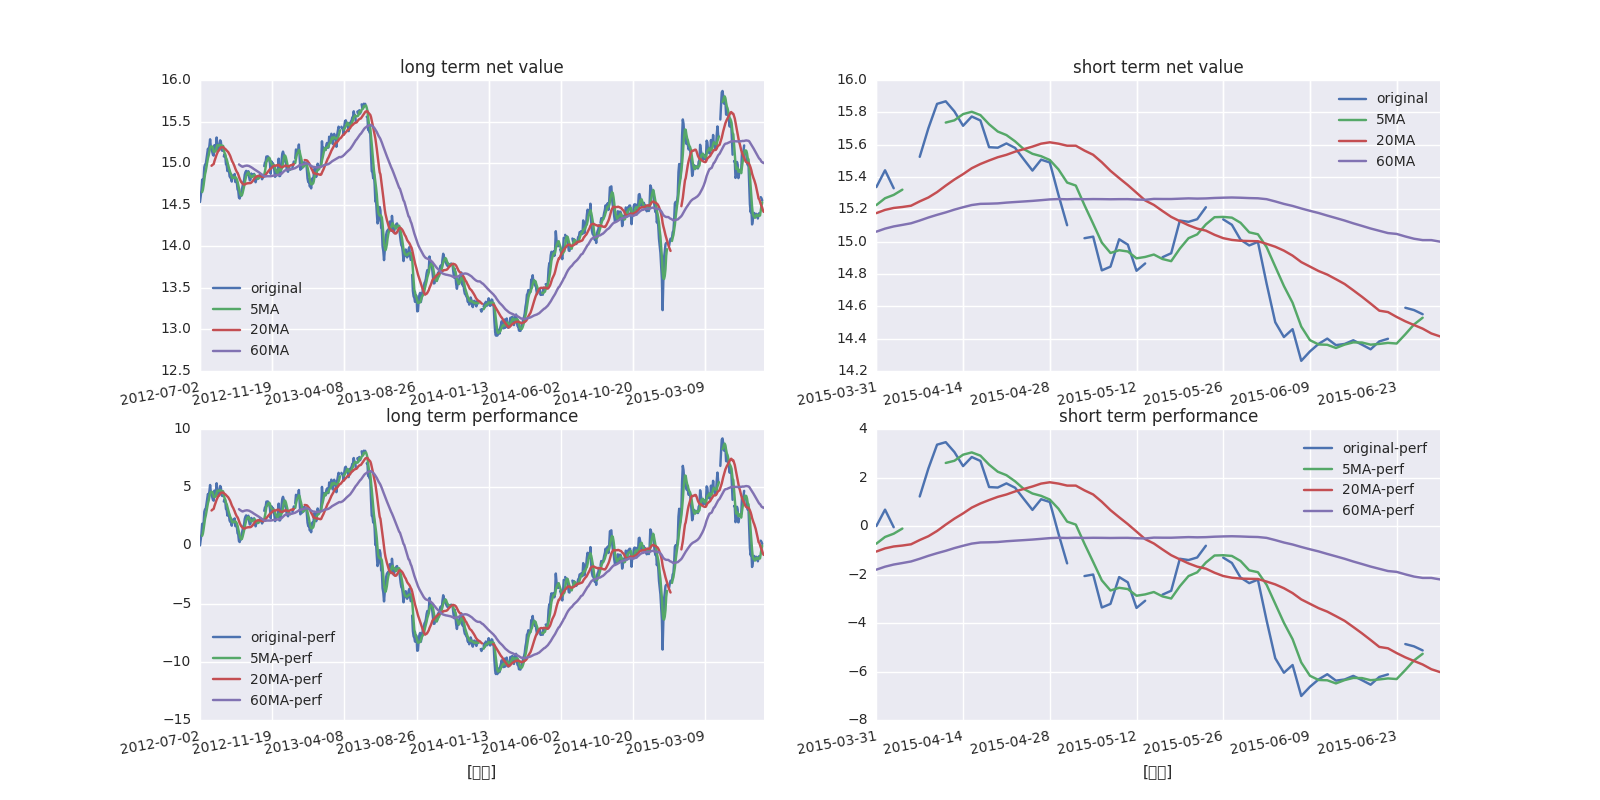 long term net value
16.0
15.5
15.0
14.5
14.0
13.5
13.0
12.5
original
5MA
20MA
60MA
2012-07-02 2012-11-19 2013-04-08 2013-08-26 2014-01-13 2014-06-02 2014-10-20 2015-03-09
short term net value
16.0
15.8
15.6
15.4
15.2
15.0
14.8
14.6
14.4
14.2
original
5MA
20MA
60MA
2015-03-31 2015-04-14 2015-04-28 2015-05-12 2015-05-26 2015-06-09 2015-06-23
long term performance
10
5
0
−5
−10
−15
original-perf
5MA-perf
20MA-perf
60MA-perf
2012-07-02 2012-11-19 2013-04-08 2013-08-26 2014-01-13 2014-06-02 2014-10-20 2015-03-09
short term performance
4
2
0
−2
−4
−6
−8
original-perf
5MA-perf
20MA-perf
60MA-perf
2015-03-31 2015-04-14 2015-04-28 2015-05-12 2015-05-26 2015-06-09 2015-06-23